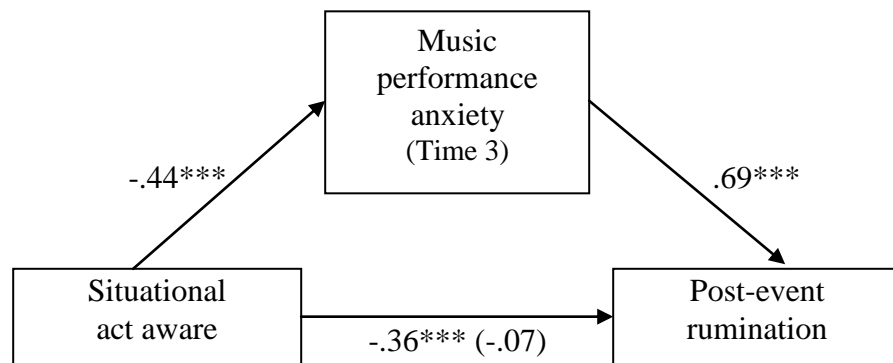 Music
performance
anxiety
(Time 3)
-.44***
.69***
Situational
act aware
-.36*** (-.07)
Post-event
rumination